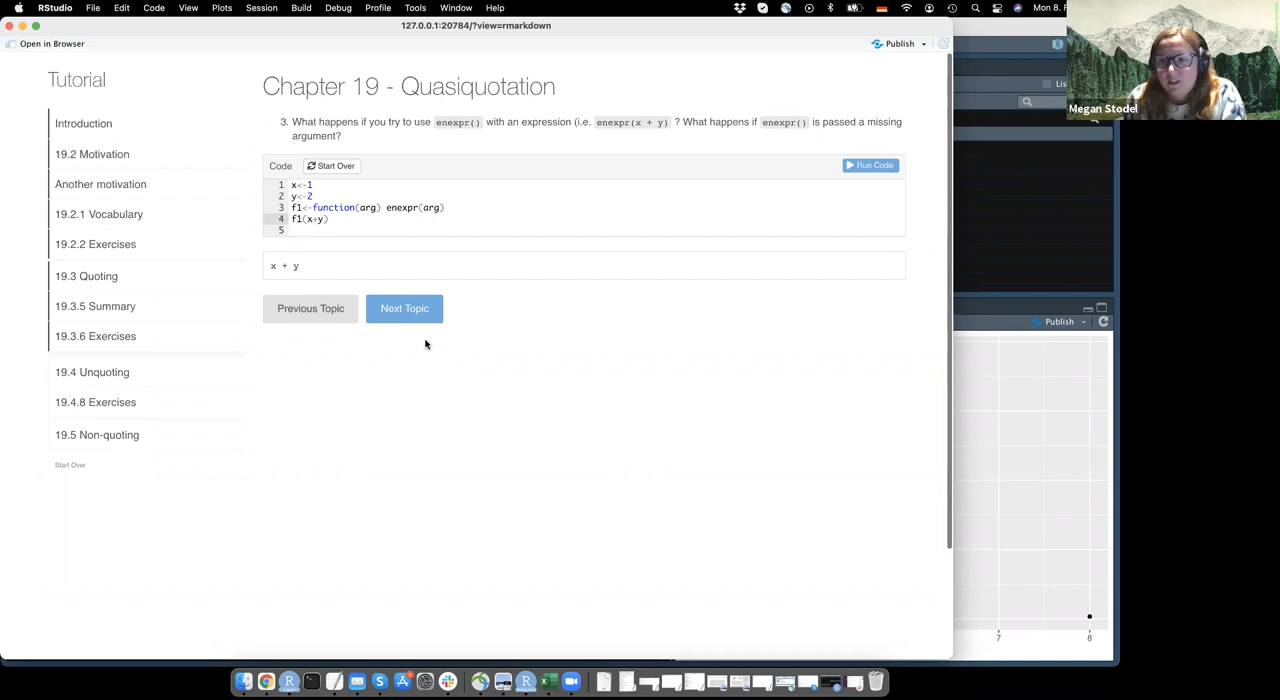 RStudio File Edit Code View Plots Session Build Debug Profile Tools Window Help
Mon 8. F
127.0.0.1:20784/?view=rmarkdown
Open in Browser
Publish
Lis
Megan Stodel
Tutorial
Introduction
19.2 Motivation
Another motivation
19.2.1 Vocabulary
19.2.2 Exercises
19.3 Quoting
19.3.5 Summary
19.3.6 Exercises
19.4 Unquoting
19.4.8 Exercises
19.5 Non-quoting
Start Over
Chapter 19 - Quasiquotation
3. What happens if you try to use enexpr() with an expression (i.e. enexpr(x + y) ? What happens if enexpr() is passed a missing
argument?
Code Start Over Run Code
1 x<-1
2 y<-2
3 f1<-function(arg) enexpr(arg)
4 f1(x+y)
5
x + y
Previous Topic Next Topic
Publish
7 8